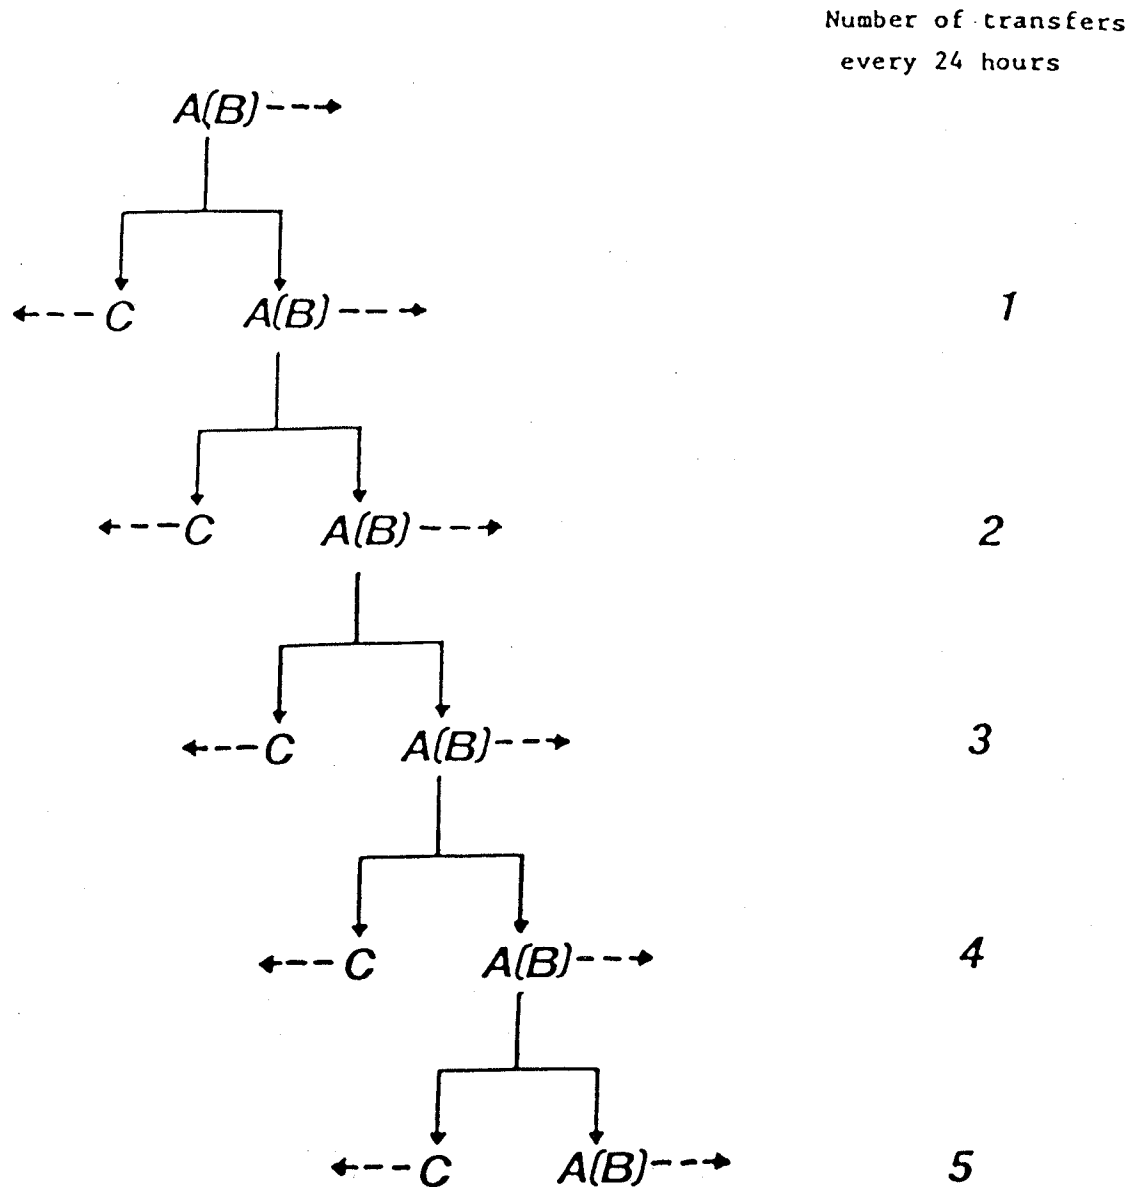 Number of transfers
every 24 hours
A(B)
C A(B) 1
C A(B) 2
C A(B) 3
C A(B) 4
C A(B) 5